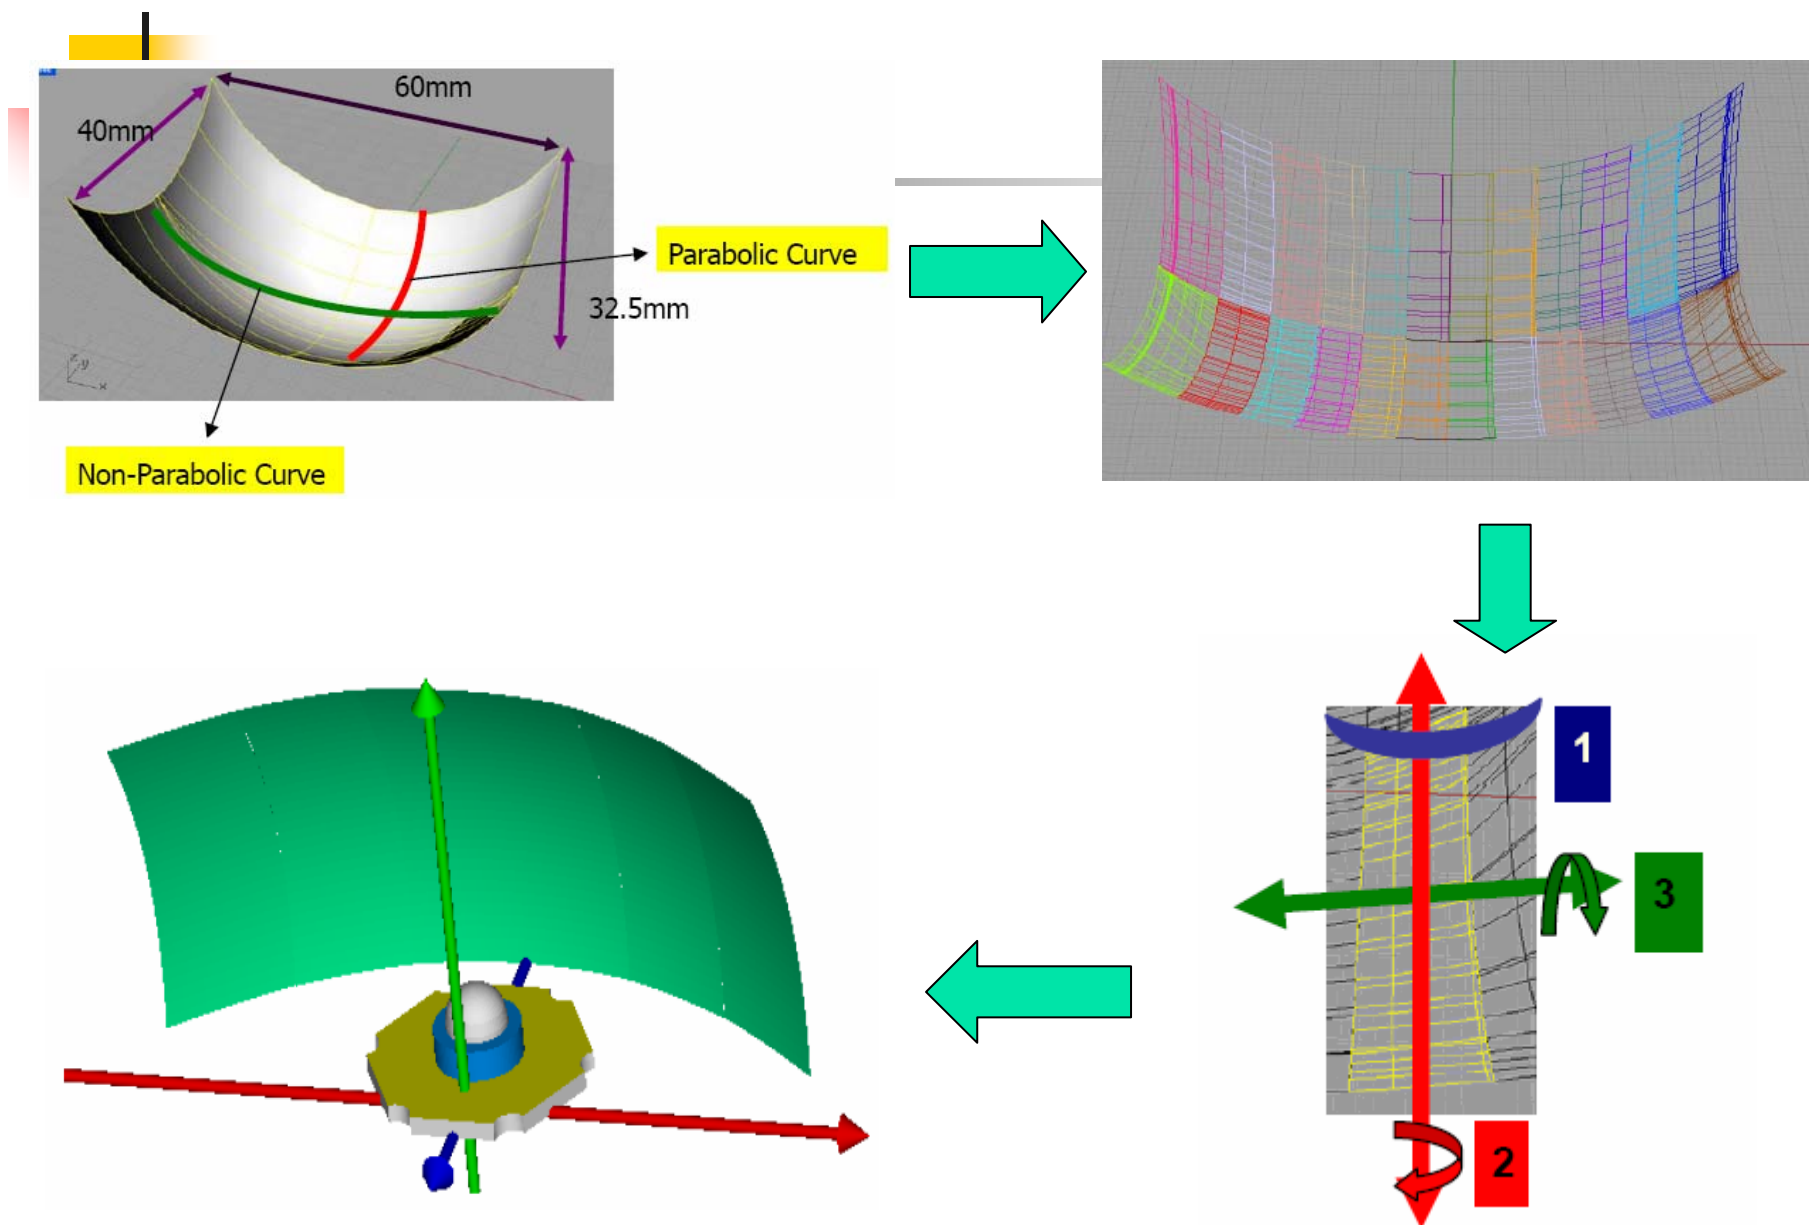 60mm
40mm
Parabolic Curve
32.5mm
Non-Parabolic Curve
z y
x
1
3
2